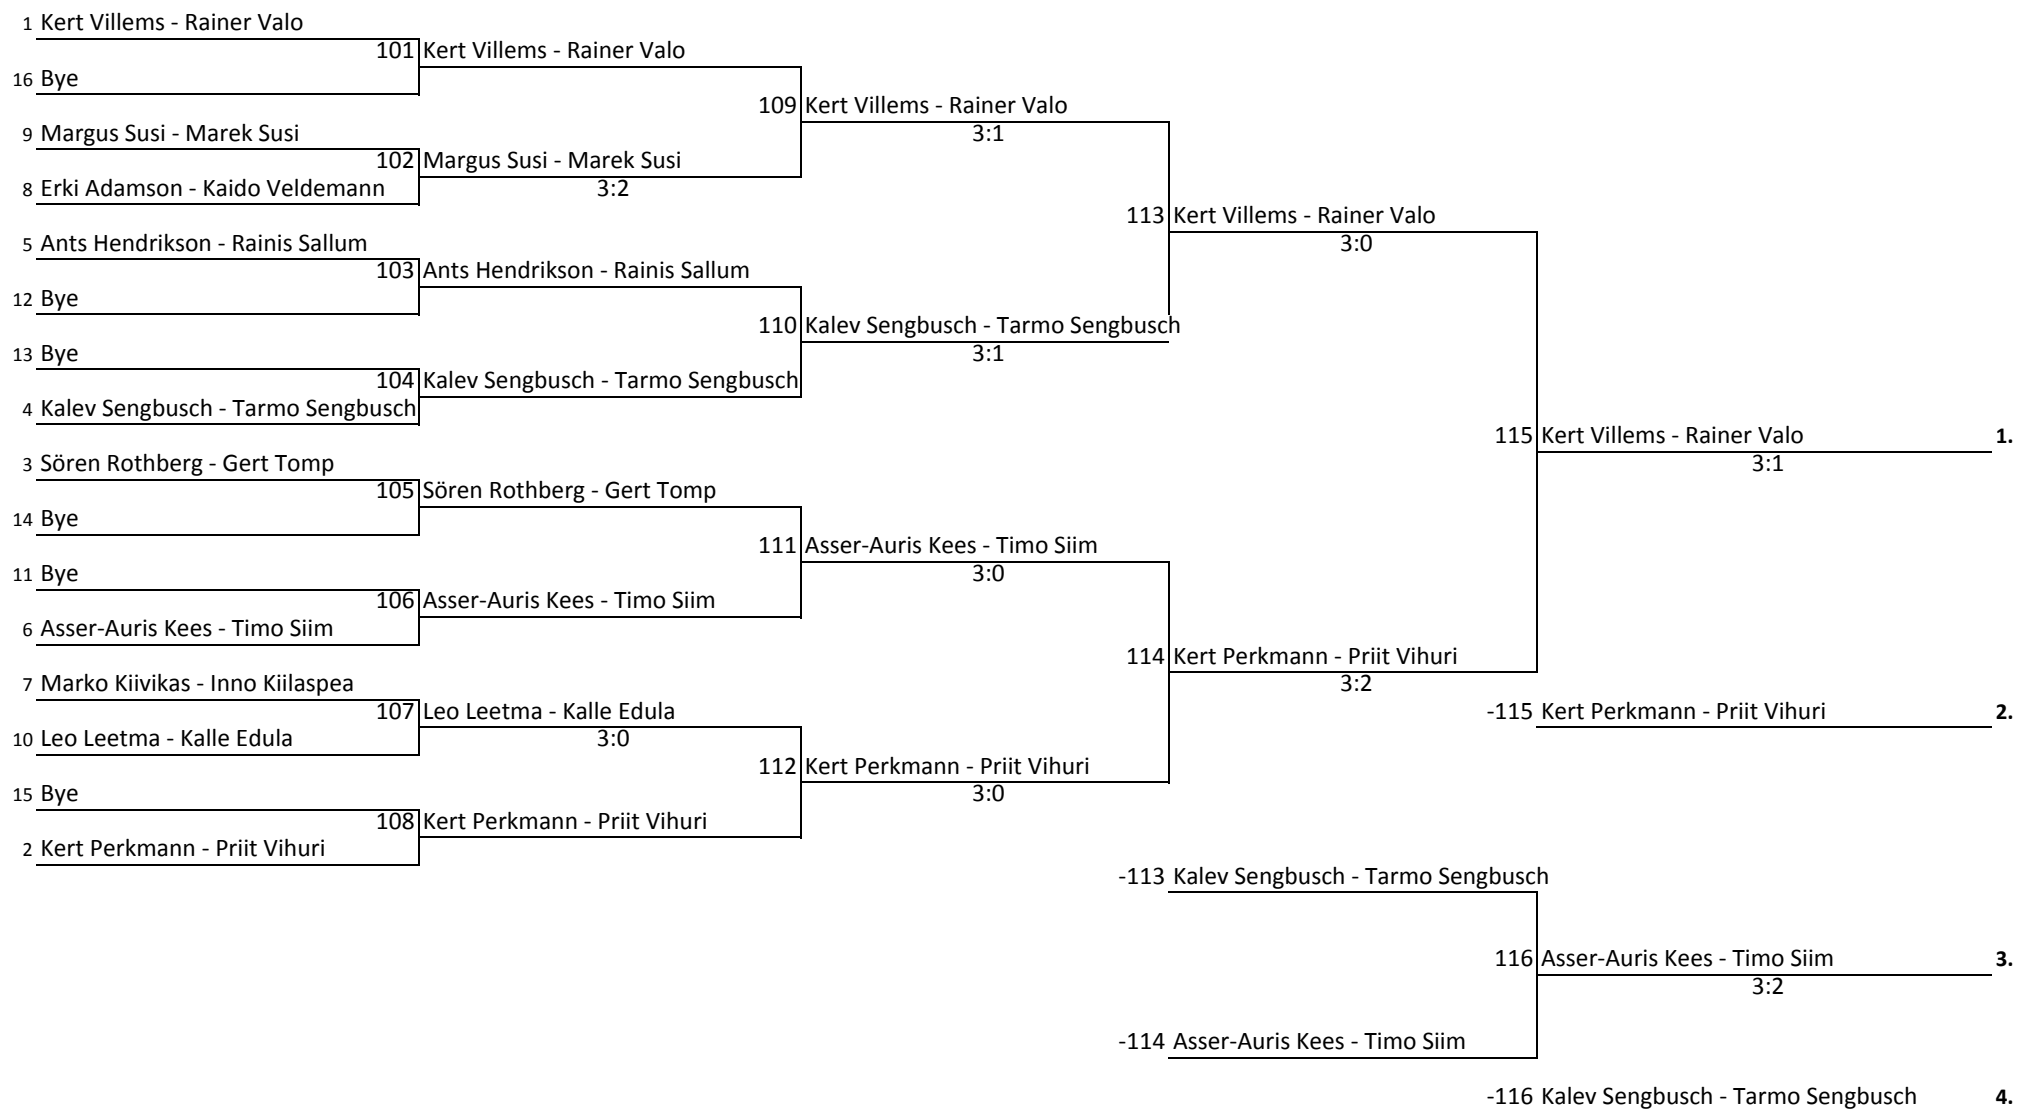 1 Kert Villems - Rainer Valo
101 Kert Villems - Rainer Valo
16 Bye
109 Kert Villems - Rainer Valo
3:1
9 Margus Susi - Marek Susi
102 Margus Susi - Marek Susi
3:2
8 Erki Adamson - Kaido Veldemann
113 Kert Villems - Rainer Valo
3:0
5 Ants Hendrikson - Rainis Sallum
103 Ants Hendrikson - Rainis Sallum
12 Bye
110 Kalev Sengbusch - Tarmo Sengbusch
3:1
13 Bye
104 Kalev Sengbusch - Tarmo Sengbusch
4 Kalev Sengbusch - Tarmo Sengbusch
115 Kert Villems - Rainer Valo 1.
3:1
3 Sören Rothberg - Gert Tomp
105 Sören Rothberg - Gert Tomp
14 Bye
111 Asser-Auris Kees - Timo Siim
3:0
11 Bye
106 Asser-Auris Kees - Timo Siim
6 Asser-Auris Kees - Timo Siim
114 Kert Perkmann - Priit Vihuri
3:2
7 Marko Kiivikas - Inno Kiilaspea
107 Leo Leetma - Kalle Edula
3:0
-115 Kert Perkmann - Priit Vihuri 2.
10 Leo Leetma - Kalle Edula
112 Kert Perkmann - Priit Vihuri
3:0
15 Bye
108 Kert Perkmann - Priit Vihuri
2 Kert Perkmann - Priit Vihuri
-113 Kalev Sengbusch - Tarmo Sengbusch
116 Asser-Auris Kees - Timo Siim 3.
3:2
-114 Asser-Auris Kees - Timo Siim
-116 Kalev Sengbusch - Tarmo Sengbusch 4.